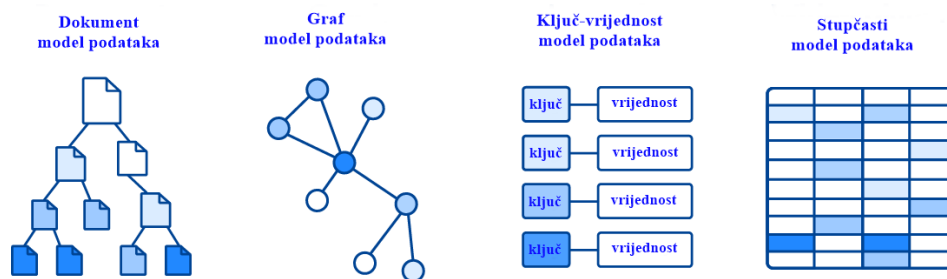 Dokument
model podataka
Graf
model podataka
Ključ-vrijednost
model podataka
Stupčasti
model podataka
ključ
vrijednost
ključ
vrijednost
ključ
vrijednost
ključ
vrijednost